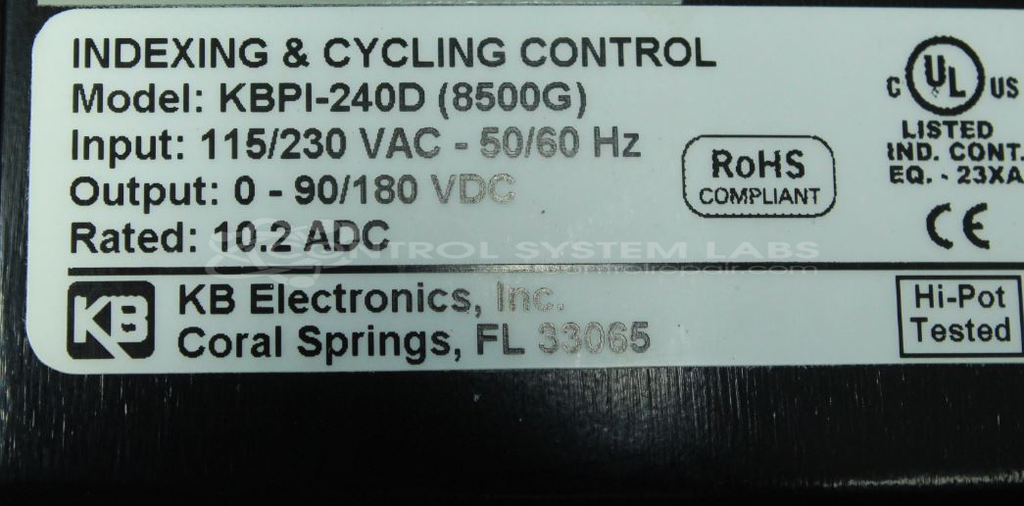 INDEXING & CYCLING CONTROL
Model: KBPI-240D (8500G)
Input: 115/230 VAC - 50/60 Hz
Output: 0 - 90/180 VDC
Rated: 10.2 ADC
RoHS
COMPLIANT
C UL US
LISTED
IND. CONT.
EQ. - 23XA
CE
CONTROL SYSTEM LABS
KB
KB Electronics, Inc.
Coral Springs, FL 33065
Hi-Pot
Tested